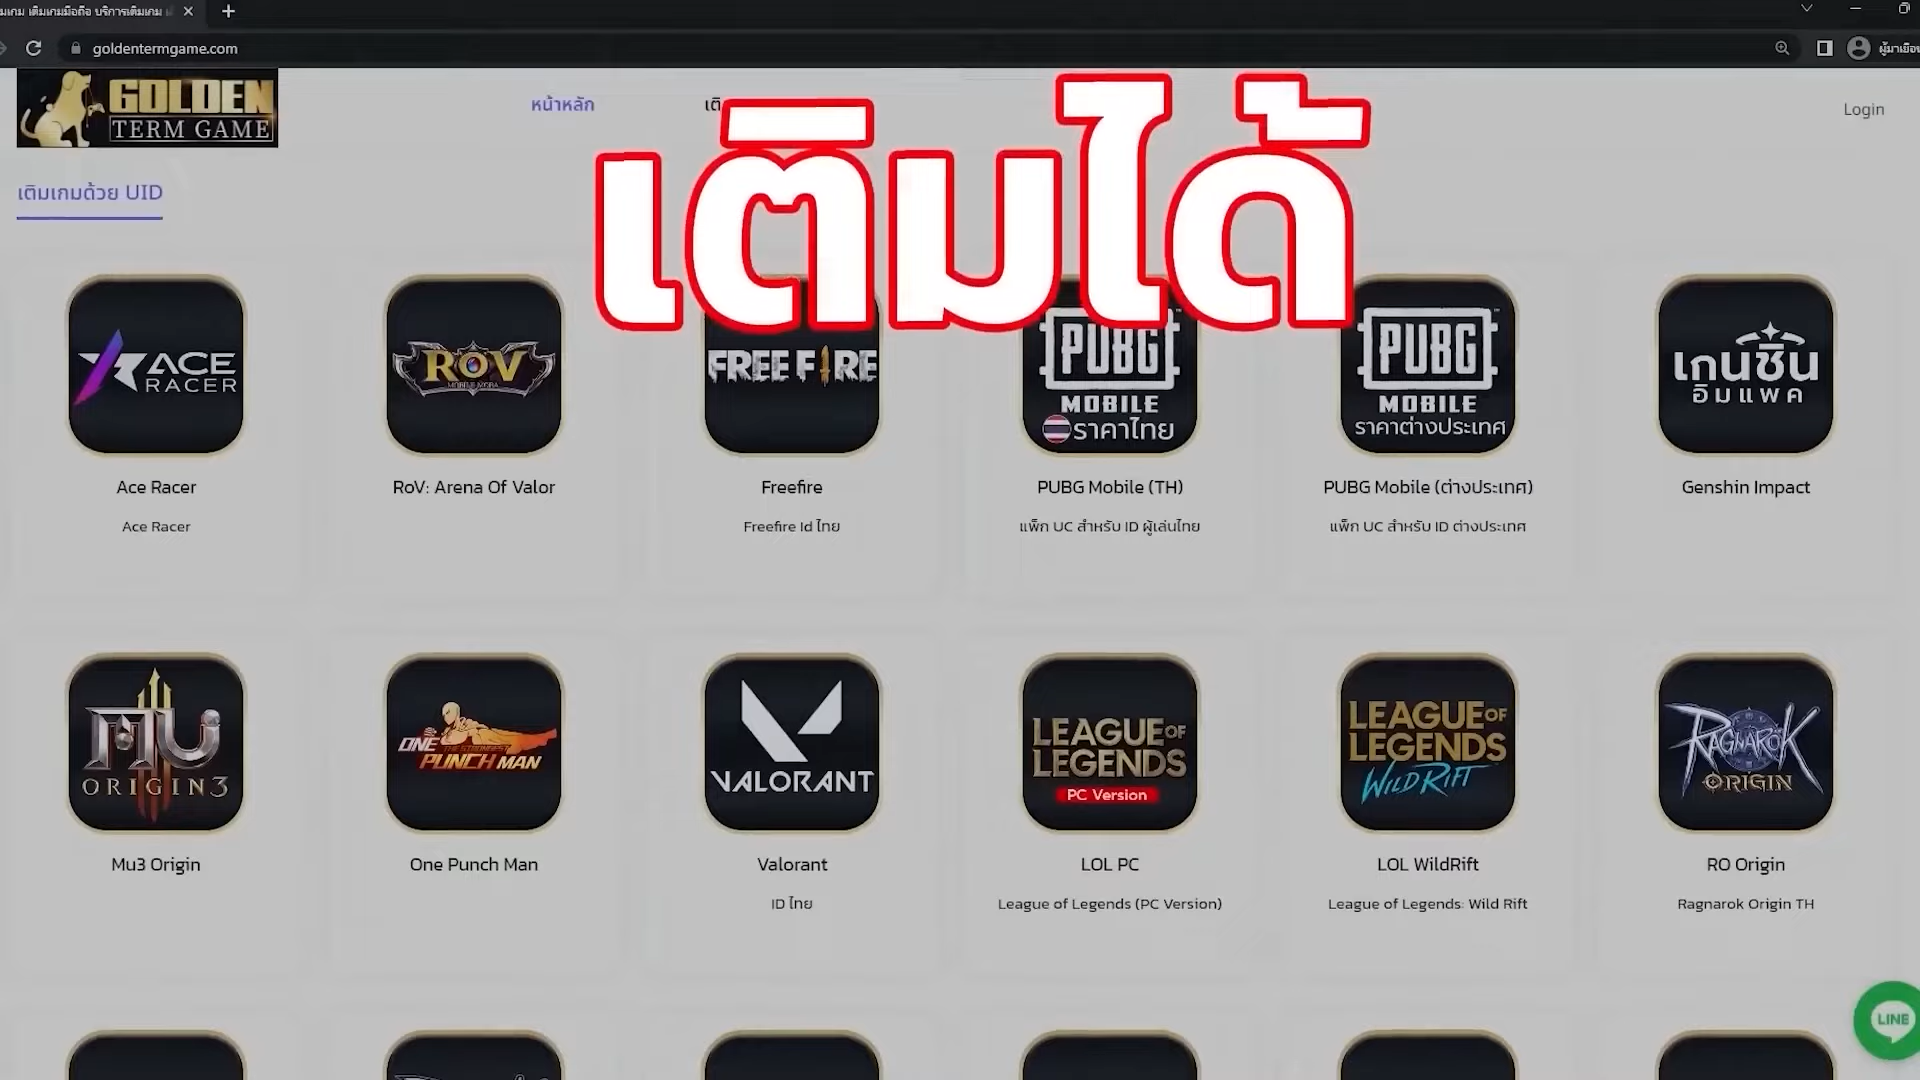 goldentermgame.com
GOLDEN
TERM GAME
หน้าหลัก
Login
เติมได้
เติมเกมด้วย UID
ACE
RACER
ROV
MOBILE MOBA
FREE FIRE
PUBG
MOBILE
ราคาไทย
PUBG
MOBILE
ราคาต่างประเทศ
เกนชิน
อิมแพค
Ace Racer
RoV: Arena Of Valor
Freefire
PUBG Mobile (TH)
PUBG Mobile (ต่างประเทศ)
Genshin Impact
Ace Racer
Freefire Id ไทย
แพ็ก UC สำหรับ ID ผู้เล่นไทย
แพ็ก UC สำหรับ ID ต่างประเทศ
MU
ORIGIN 3
ONE
THE STRONGEST
PUNCH MAN
VALORANT
LEAGUE OF
LEGENDS
PC Version
LEAGUE OF
LEGENDS
WILD RIFT
RAGNAROK
ORIGIN
Mu3 Origin
One Punch Man
Valorant
LOL PC
LOL WildRift
RO Origin
ID ไทย
League of Legends (PC Version)
League of Legends: Wild Rift
Ragnarok Origin TH
LINE